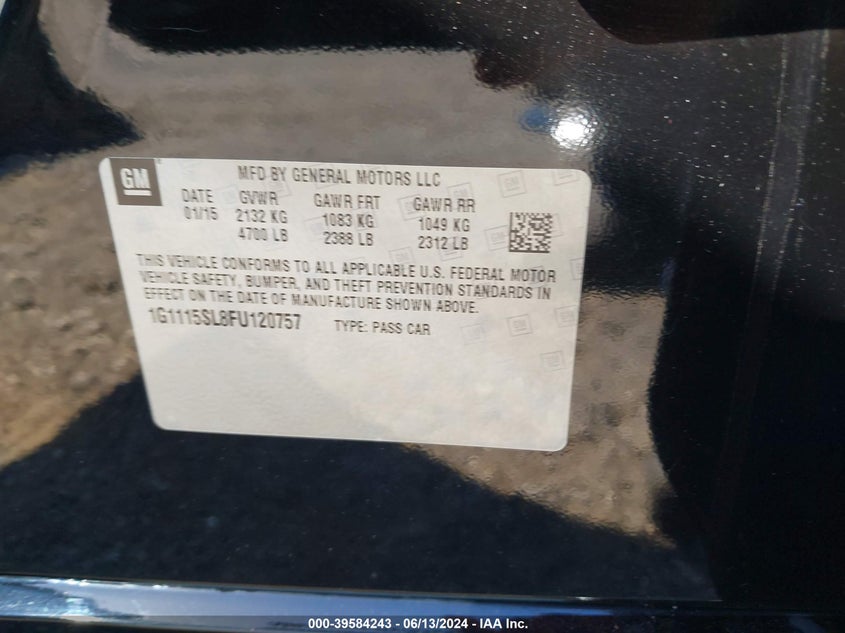 GM
MFD BY GENERAL MOTORS LLC
DATE GVWR GAWR FRT GAWR RR
01/15 2132 KG 1083 KG 1049 KG
4700 LB 2388 LB 2312 LB
THIS VEHICLE CONFORMS TO ALL APPLICABLE U.S. FEDERAL MOTOR
VEHICLE SAFETY, BUMPER, AND THEFT PREVENTION STANDARDS IN
EFFECT ON THE DATE OF MANUFACTURE SHOWN ABOVE.
1G1115SL8FU120757 TYPE: PASS CAR
000-39584243 - 06/13/2024 - IAA Inc.